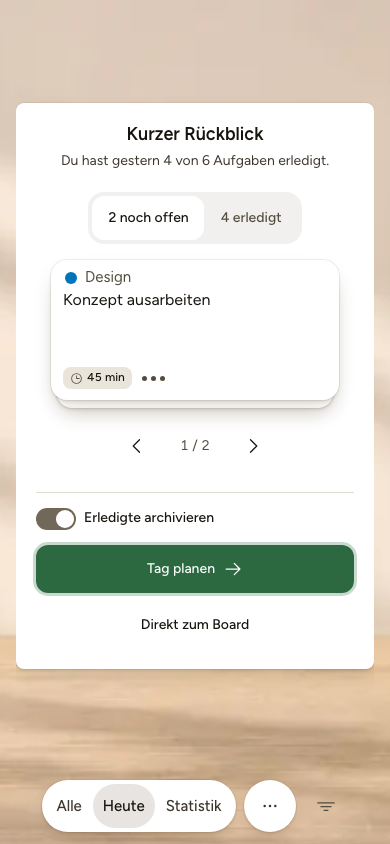 Kurzer Rückblick
Du hast gestern 4 von 6 Aufgaben erledigt.
2 noch offen
4 erledigt
Design
Konzept ausarbeiten
45 min
1 / 2
Erledigte archivieren
Tag planen
Direkt zum Board
Alle
Heute
Statistik